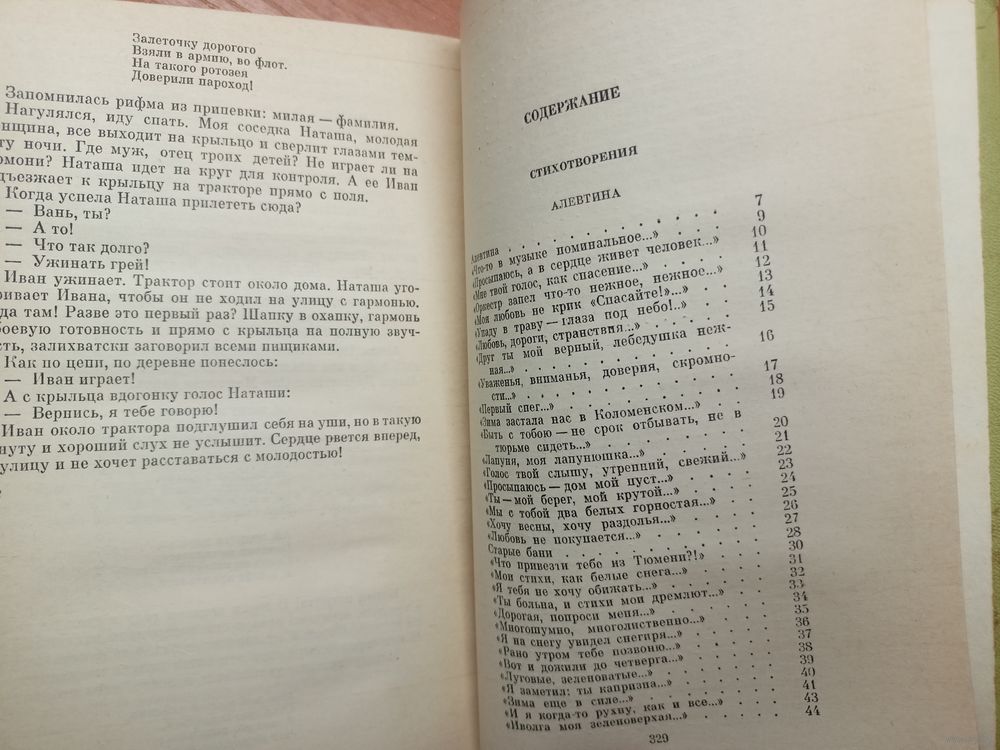 Залеточку дорогого
Взяли в армию, во флот.
На такого ротозея
Доверили пароход!
Запомнилась рифма из припевки: милая — фамилия.
Нагулялся, иду спать. Моя соседка Наташа, молодая
нщина, все выходит на крыльцо и сверлит глазами тем-
ту ночи. Где муж, отец троих детей? Не играет ли на
рмони? Наташа идет на круг для контроля. А ее Иван
дъезжает к крыльцу на тракторе прямо с поля.
Когда успела Наташа прилететь сюда?
— Вань, ты?
— А то!
— Что так долго?
— Ужинать грей!
Иван ужинает. Трактор стоит около дома. Наташа уго-
ривает Ивана, чтобы он не ходил на улицу с гармонью.
да там! Разве это первый раз? Шапку в охапку, гармонь
боевую готовность и прямо с крыльца на полную звуч-
сть, залихватски заговорил всеми пищиками.
Как по цепи, по деревне понеслось:
— Иван играет!
А с крыльца вдогонку голос Наташи:
— Вернись, я тебе говорю!
Иван около трактора подглушил себя на уши, но в такую
нуту и хороший слух не услышит. Сердце рвется вперед,
улицу и не хочет расставаться с молодостью!
СОДЕРЖАНИЕ
СТИХОТВОРЕНИЯ
АЛЕВТИНА
Алевтина . . . . . . . . . . 7
«Что-то в музыке поминальное...» . . . 9
«Просыпаюсь, а в сердце живет человек...» 10
«Мне твой голос, как спасение...» . . . 11
«Оркестр запел что-то нежное, нежное...» 12
«Моя любовь не крик «Спасайте!»...» . . 13
«Упаду в траву — глаза под небо!..» . . 14
«Любовь, дороги, странствия...» . . . 15
«Друг ты мой верный, лебедушка неж-
ная...» . . . . . . . . . . 16
«Уваженья, вниманья, доверия, скромно-
сти...» . . . . . . . . . . 17
«Первый снег...» . . . . . . . . 18
«Зима застала нас в Коломенском...» . . 19
«Быть с тобою — не срок отбывать, не в
тюрьме сидеть...» . . . . . . . 20
«Лапуня, моя лапунюшка...» . . . . . 21
«Голос твой слышу, утренний, свежий...» 22
«Просыпаюсь — дом мой пуст...» . . . 23
«Ты — мой берег, мой крутой...» . . . 24
«Мы с тобой два белых горностая...» . . 25
«Хочу весны, хочу раздолья...» . . . . 26
«Любовь не покупается...» . . . . . 27
Старые бани . . . . . . . . . 28
«Что привезти тебе из Тюмени?!» . . . 30
«Мои стихи, как белые снега...» . . . 31
«Я тебя не хочу обижать...» . . . . . 32
«Ты больна, и стихи мои дремлют...» . . 33
«Дорогая, попроси меня...» . . . . . 34
«Многошумно, многолиственно...» . . . 35
«Я на снегу увидел снегиря...» . . . . 36
«Рано утром тебе позвоню...» . . . . 37
«Вот и дожили до четверга...» . . . . 38
«Луговые, зеленоватые...» . . . . . 39
«Я заметил: ты капризна...» . . . . . 40
«Зима еще в силе...» . . . . . . . 41
«И я когда-то рухну, как и все...» . . . 43
«Иволга моя зеленоверхая...» . . . . 44
329